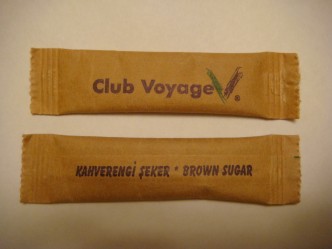 Club Voyage ®
KAHVERENGİ ŞEKER * BROWN SUGAR